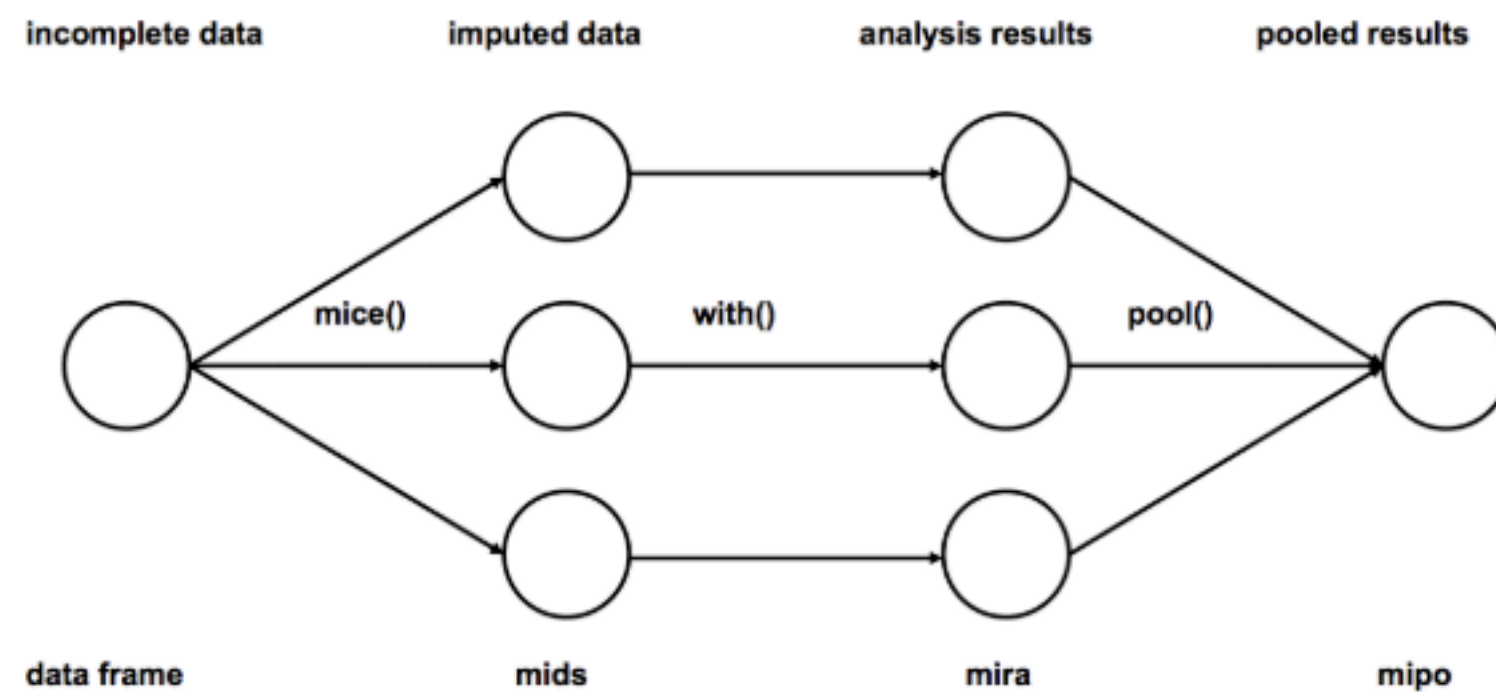 incomplete data
imputed data
analysis results
pooled results
mice()
with()
pool()
data frame
mids
mira
mipo